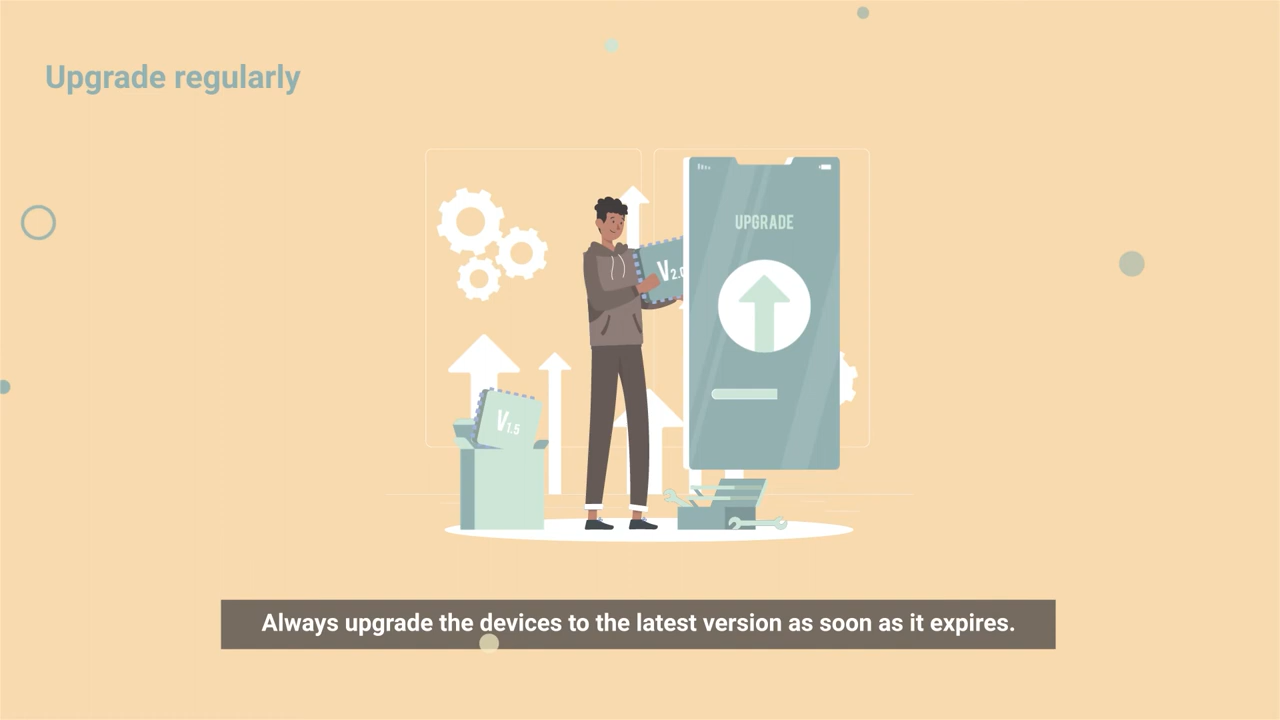 Upgrade regularly
UPGRADE
V2.0
V1.5
Always upgrade the devices to the latest version as soon as it expires.